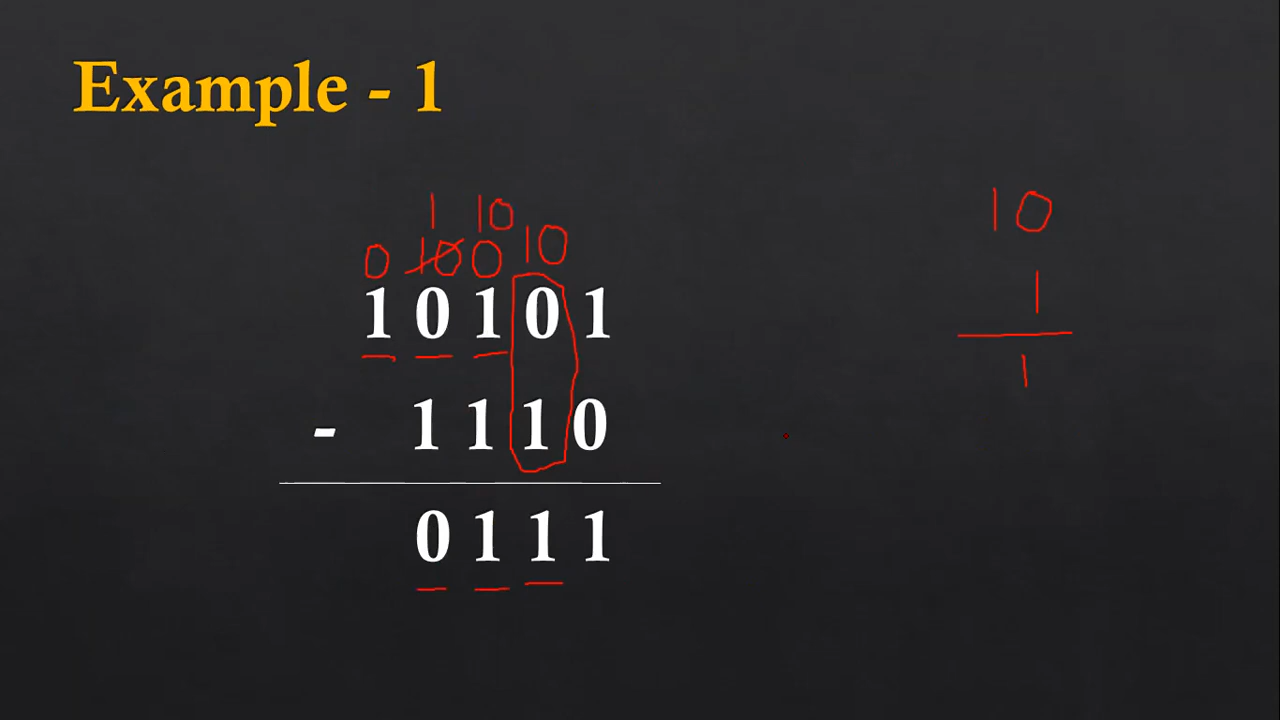 Example - 1
1 10
0 10 0 10
1 0 1 0 1
- 1 1 1 0
0 1 1 1
10
1
1